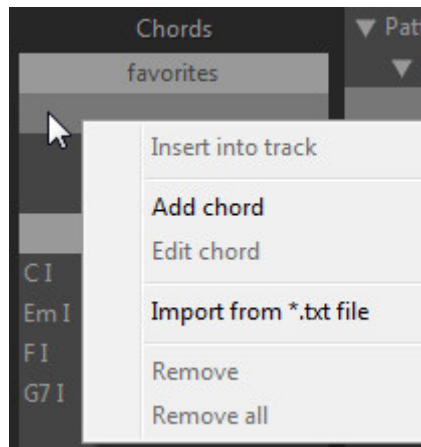 Chords
▼ Pat
favorites
▼
Insert into track
Add chord
Edit chord
C I
Em I
Import from *.txt file
F I
Remove
G7 I
Remove all